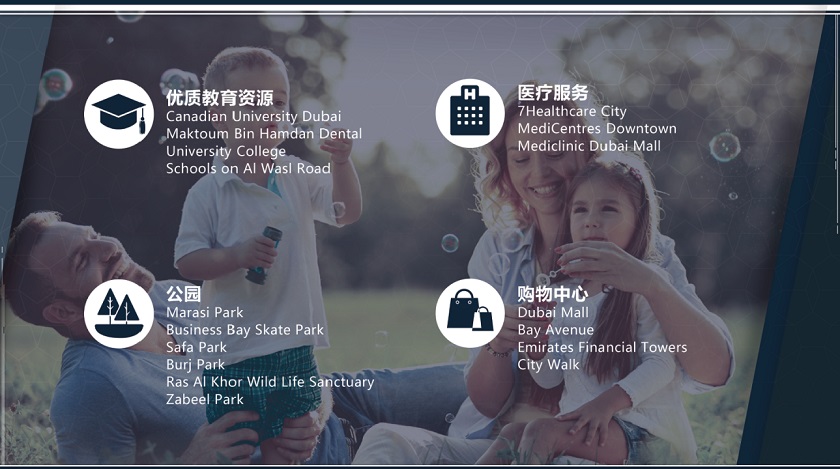 优质教育资源
Canadian University Dubai
Maktoum Bin Hamdan Dental
University College
Schools on Al Wasl Road
医疗服务
7Healthcare City
MediCentres Downtown
Mediclinic Dubai Mall
公园
Marasi Park
Business Bay Skate Park
Safa Park
Burj Park
Ras Al Khor Wild Life Sanctuary
Zabeel Park
购物中心
Dubai Mall
Bay Avenue
Emirates Financial Towers
City Walk